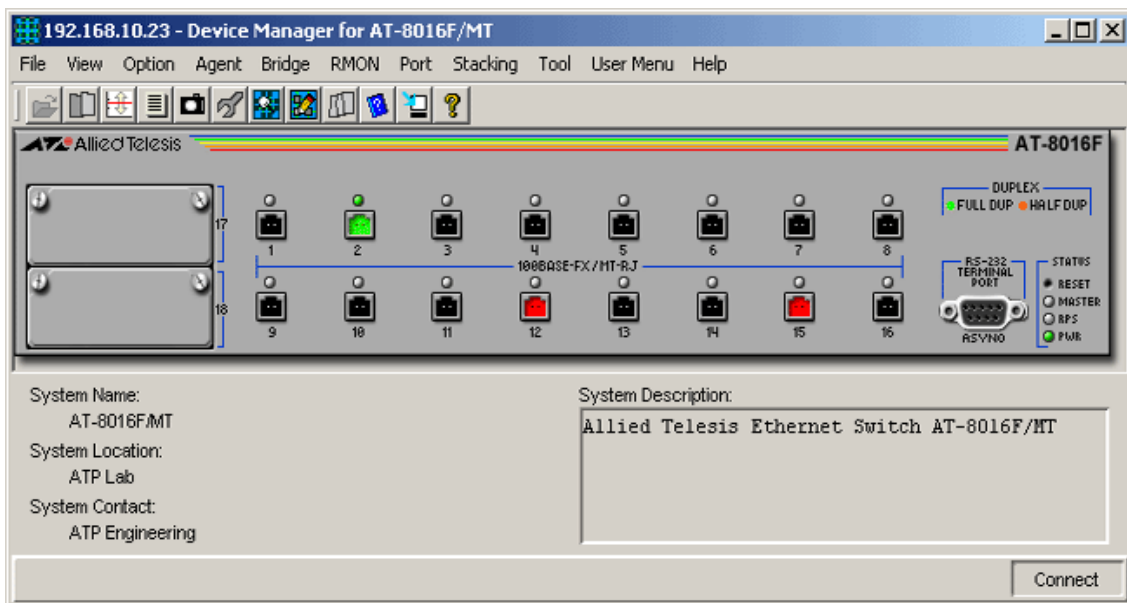 192.168.10.23 - Device Manager for AT-8016F/MT
File View Option Agent Bridge RMON Port Stacking Tool User Menu Help
Allied Telesis
AT-8016F
DUPLEX
FULL DUP HALF DUP
17
1 2 3 4 5 6 7 8
100BASE-FX/MT-RJ
RS-232
TERMINAL
PORT
ASYNO
STATUS
RESET
MASTER
RPS
PWR
18
9 10 11 12 13 14 15 16
System Name:
AT-8016F/MT
System Location:
ATP Lab
System Contact:
ATP Engineering
System Description:
Allied Telesis Ethernet Switch AT-8016F/MT
Connect